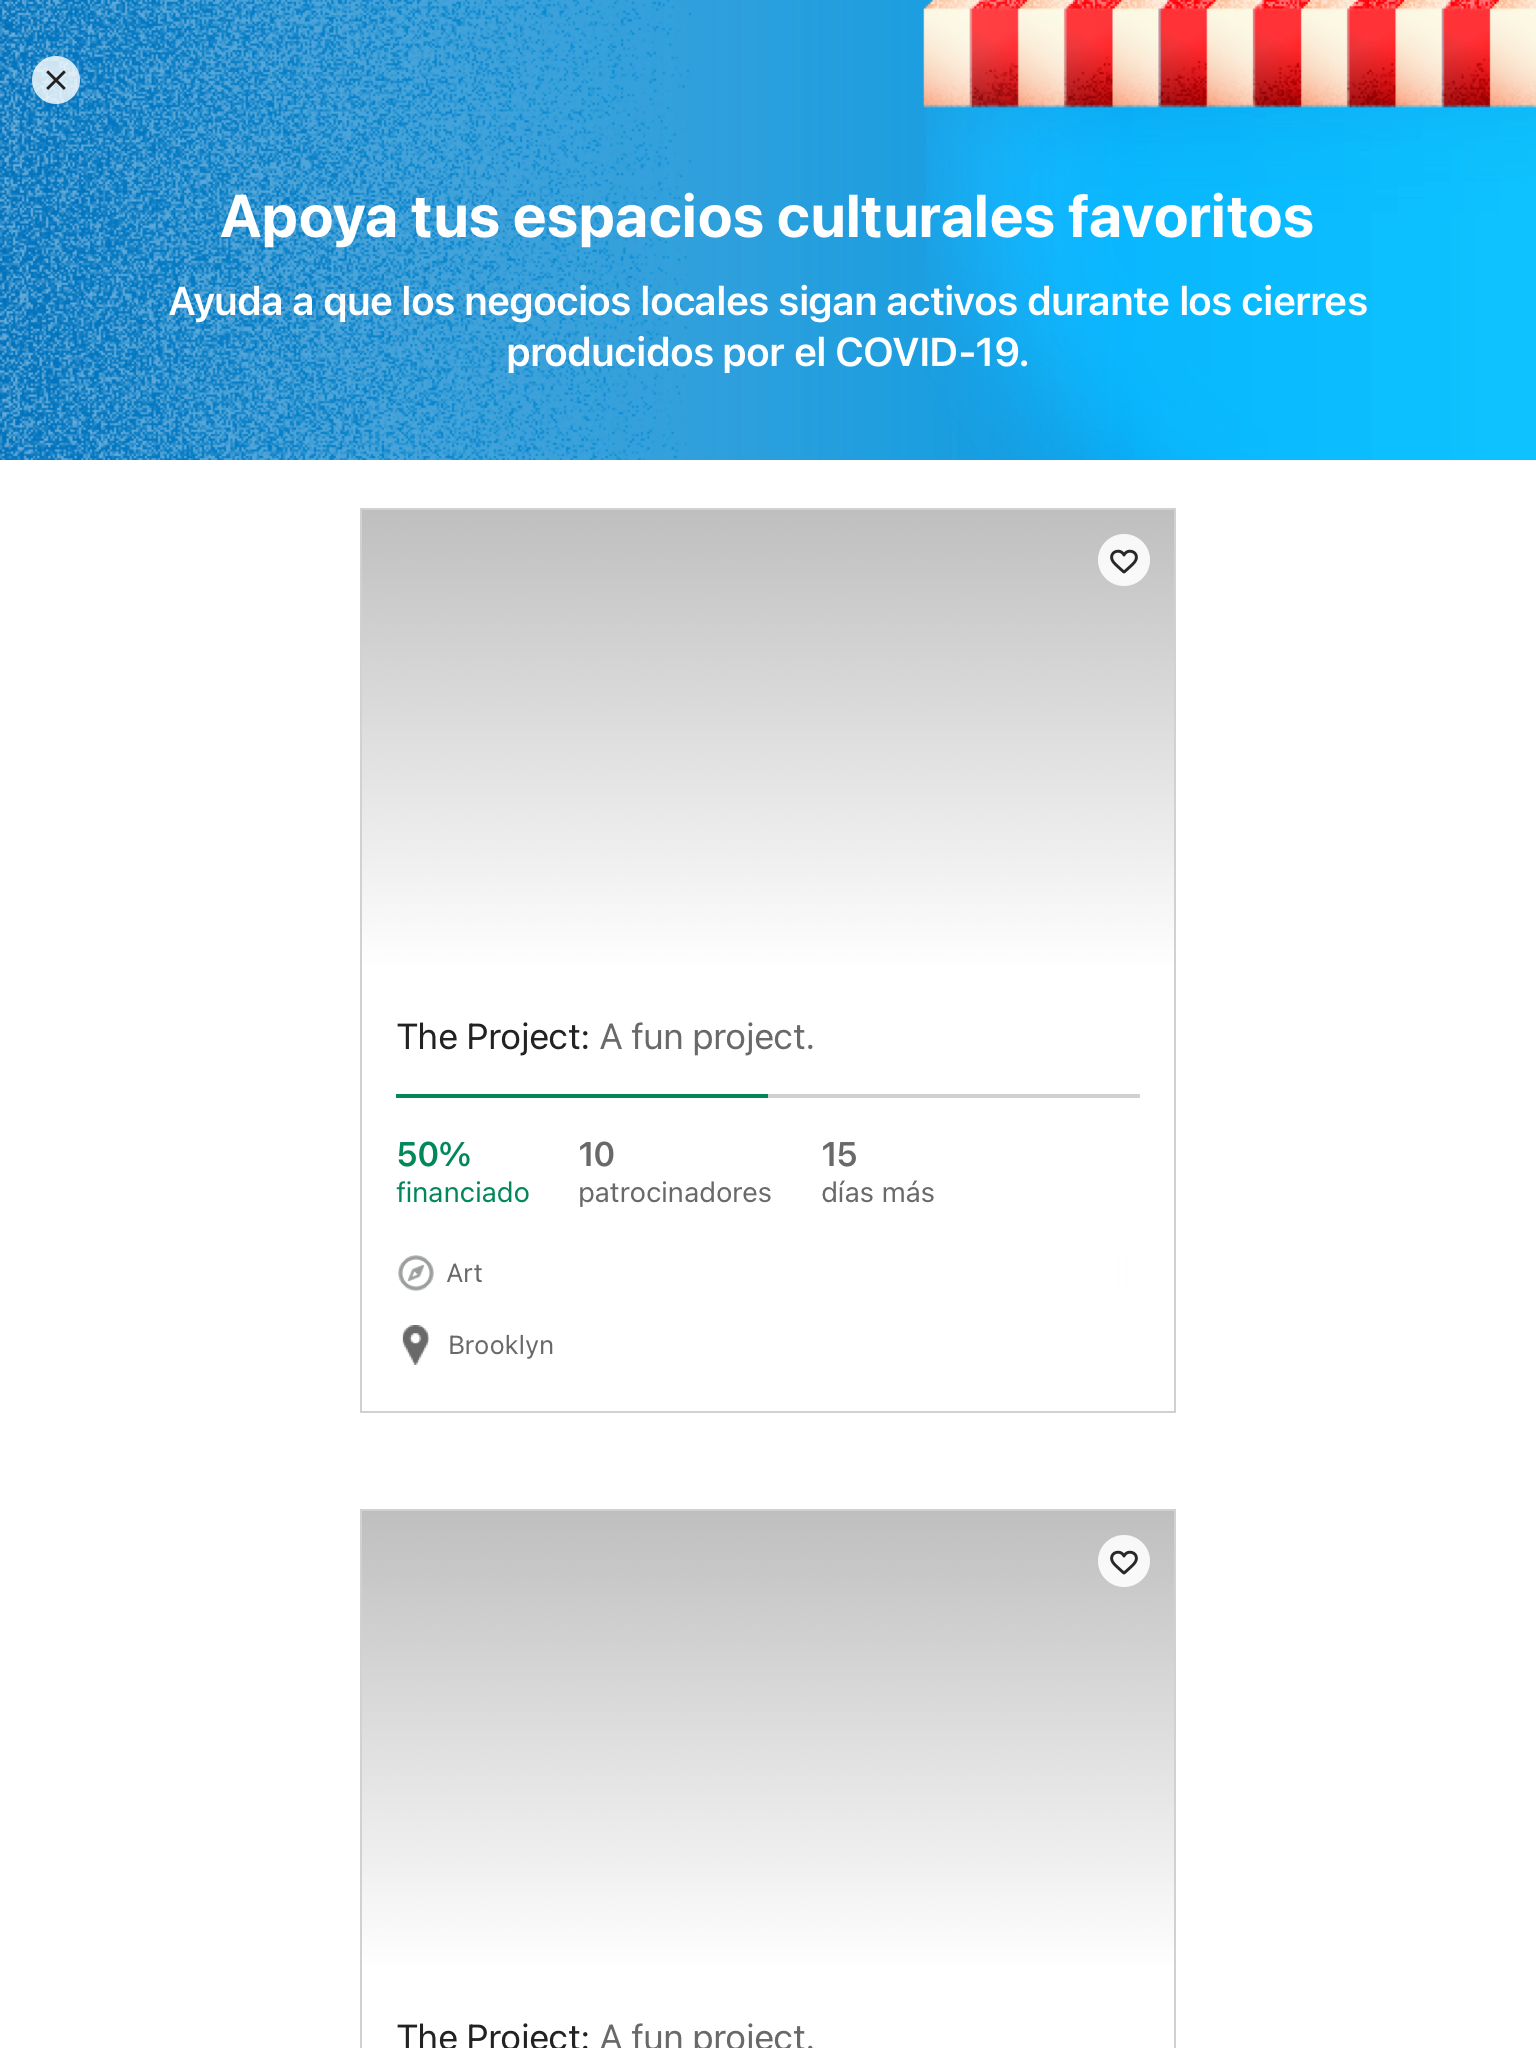 Apoya tus espacios culturales favoritos
Ayuda a que los negocios locales sigan activos durante los cierres
producidos por el COVID-19.
The Project: A fun project.
50%
financiado
10
patrocinadores
15
días más
Art
Brooklyn
The Project: A fun project.